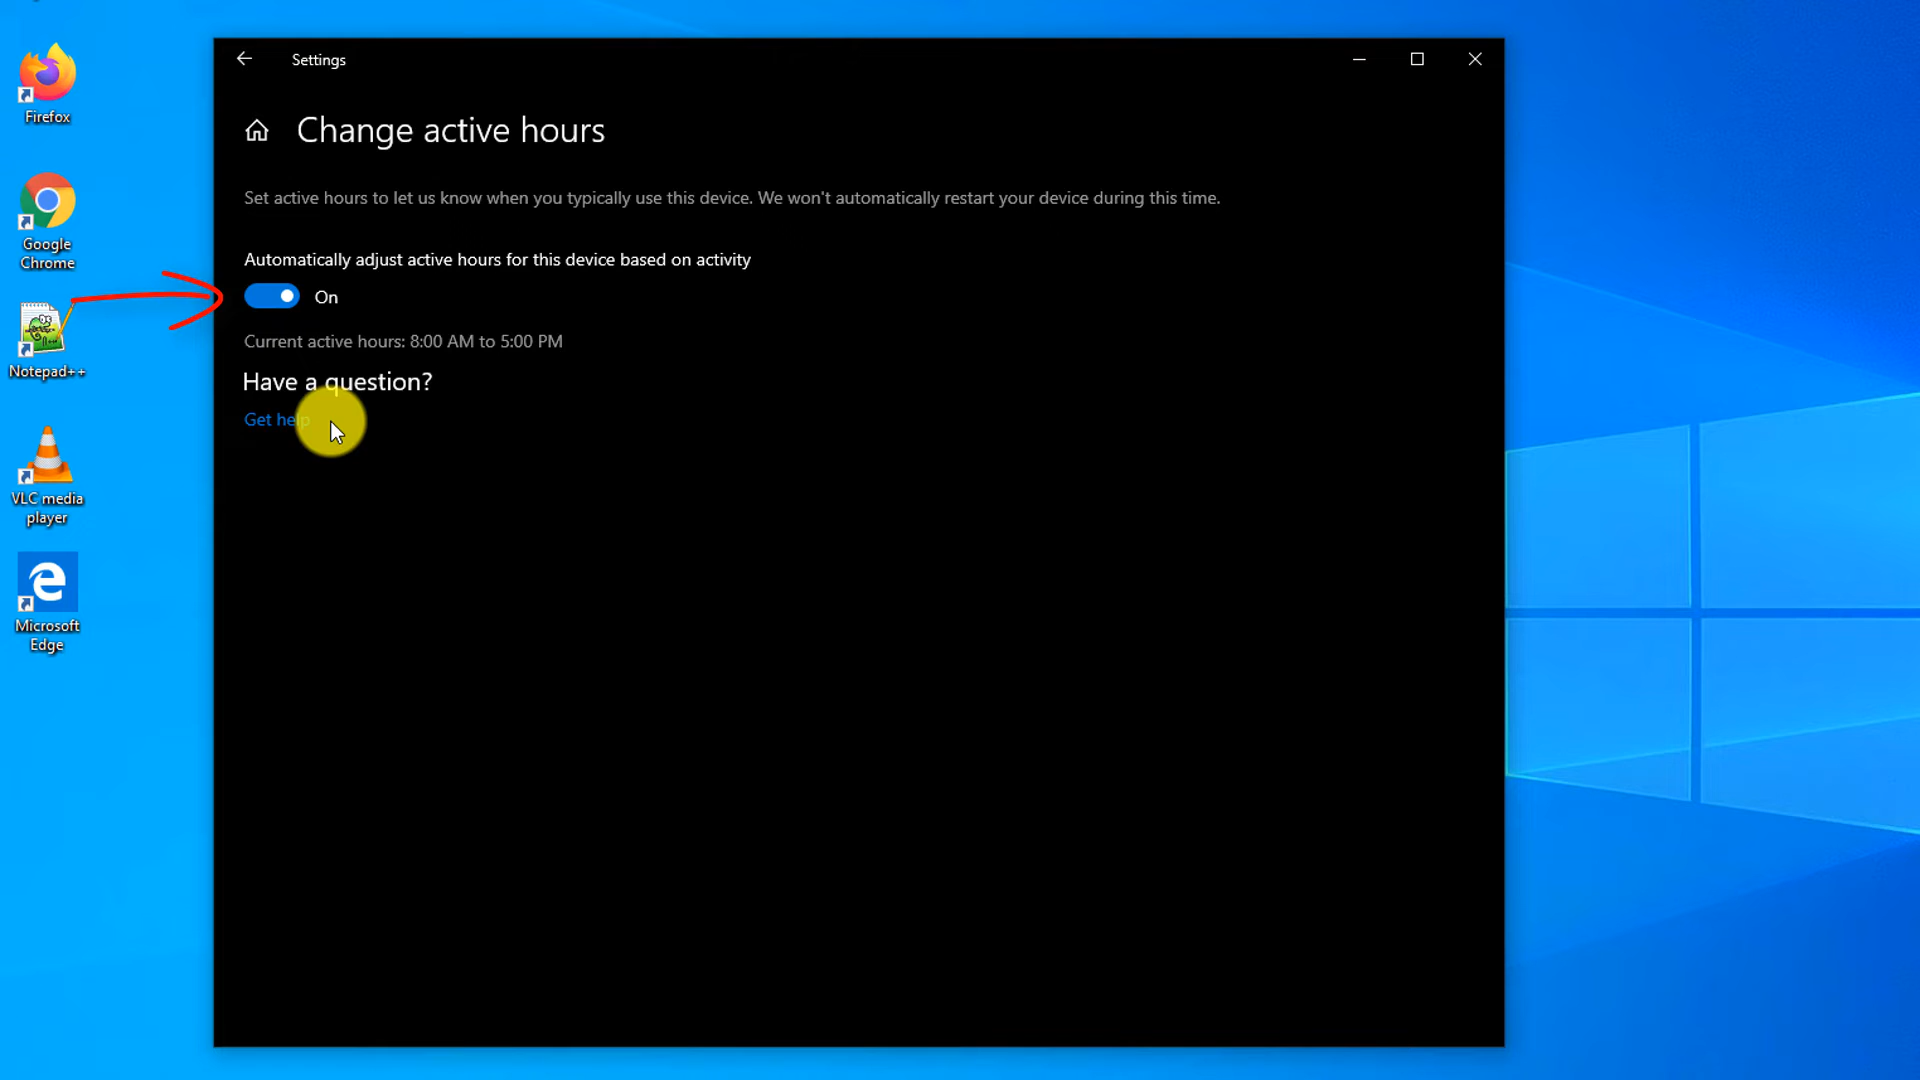 Settings
Change active hours
Set active hours to let us know when you typically use this device. We won't automatically restart your device during this time.
Automatically adjust active hours for this device based on activity
On
Current active hours: 8:00 AM to 5:00 PM
Have a question?
Get help
Firefox
Google
Chrome
Notepad++
VLC media
player
Microsoft
Edge